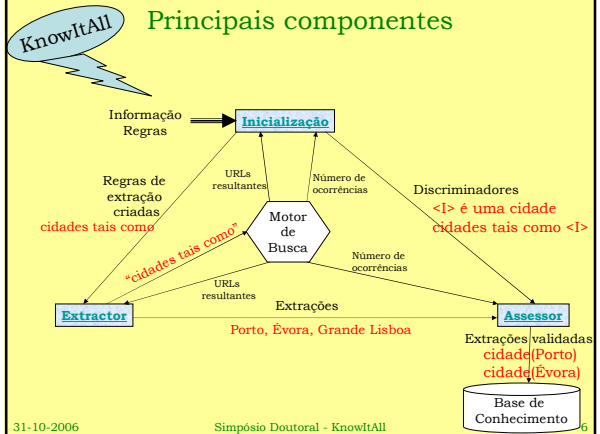 KnowItAll
Principais componentes
Informação
Regras
Inicialização
Regras de
extração
criadas
cidades tais como
URLs
resultantes
Número de
ocorrências
Discriminadores
<I> é uma cidade
cidades tais como <I>
Motor
de
Busca
"cidades tais como"
Número de
ocorrências
URLs
resultantes
Extractor
Extrações
Porto, Évora, Grande Lisboa
Assessor
Extrações validadas
cidade(Porto)
cidade(Évora)
Base de
Conhecimento
31-10-2006
Simpósio Doutoral - KnowItAll
6